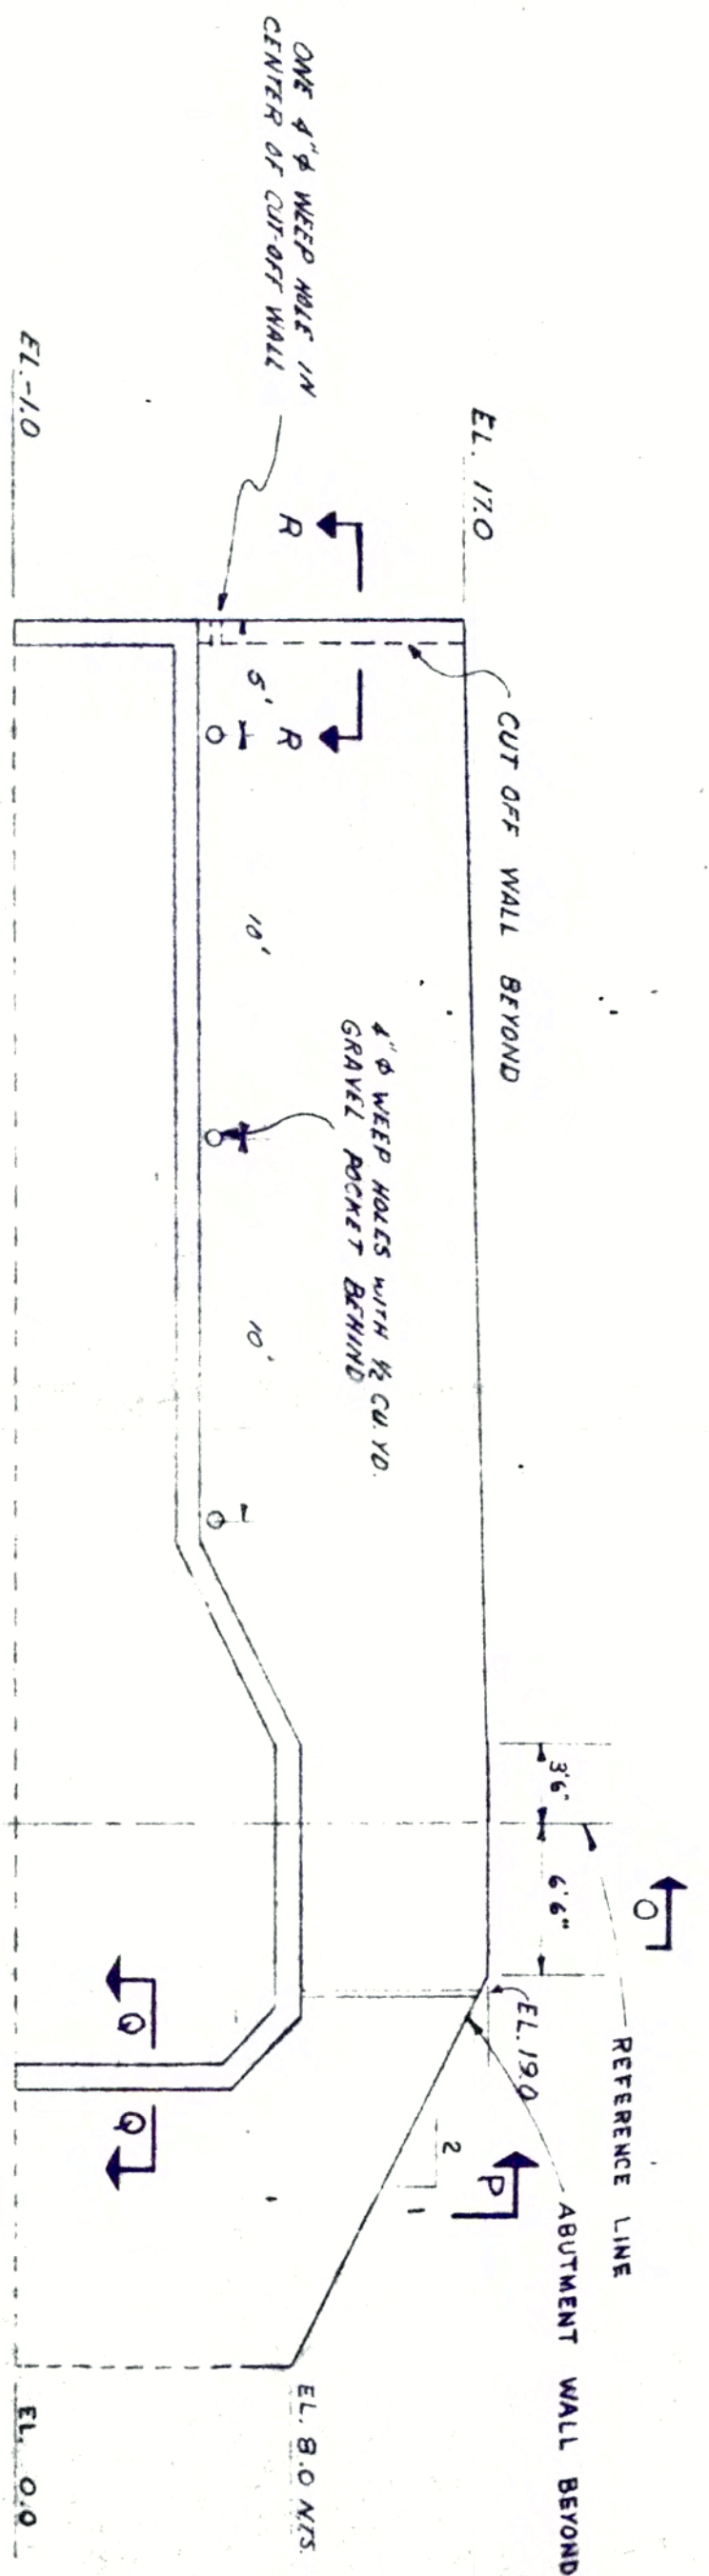 ONE 4"φ WEEP HOLE IN
CENTER OF CUT-OFF WALL
EL. 17.0
EL. -1.0
R
R
CUT OFF WALL BEYOND
5'
10'
10'
4"φ WEEP HOLES WITH 1/2 CU. YD.
GRAVEL POCKET BEHIND
3'6"
6'6"
O
REFERENCE LINE
EL. 19.0
ABUTMENT WALL BEYOND
P
2
1
Q
Q
EL. 8.0 N.T.S.
EL. 0.0